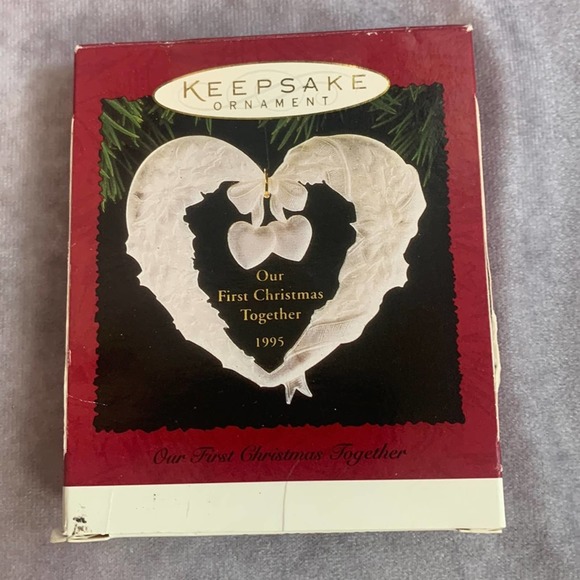 KEEPSAKE
ORNAMENT
Our
First Christmas
Together
1995
Our First Christmas Together